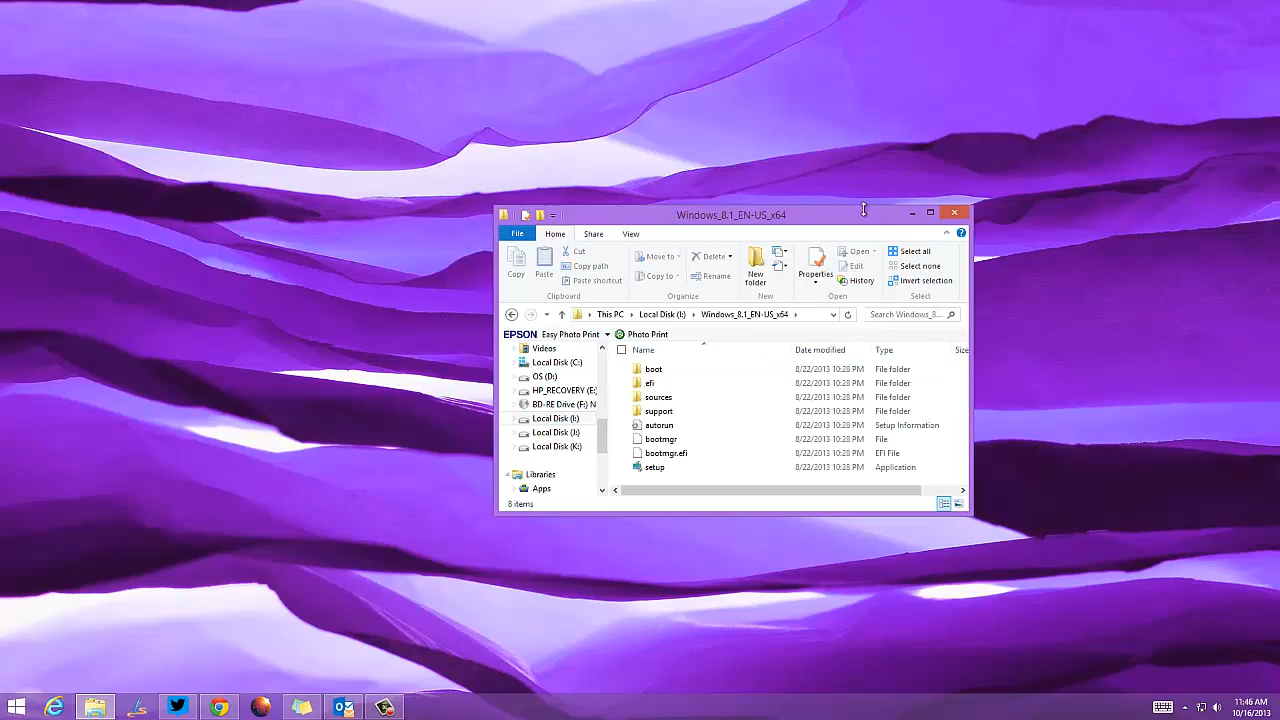 Windows_8.1_EN-US_x64
File Home Share View
Copy Paste Cut Copy path Paste shortcut
Clipboard
Move to Copy to Delete Rename
Organize
New folder
New
Properties Open Edit History
Open
Select all Select none Invert selection
Select
This PC Local Disk (I:) Windows_8.1_EN-US_x64 Search Windows_8...
EPSON Easy Photo Print Photo Print
Videos
Local Disk (C:)
OS (D:)
HP_RECOVERY (E:)
BD-RE Drive (F:) N
Local Disk (I:)
Local Disk (J:)
Local Disk (K:)
Libraries
Apps
Name Date modified Type Size
boot 8/22/2013 10:28 PM File folder
efi 8/22/2013 10:28 PM File folder
sources 8/22/2013 10:28 PM File folder
support 8/22/2013 10:28 PM File folder
autorun 8/22/2013 10:28 PM Setup Information
bootmgr 8/22/2013 10:28 PM File
bootmgr.efi 8/22/2013 10:28 PM EFI File
setup 8/22/2013 10:28 PM Application
8 items
11:46 AM
10/16/2013